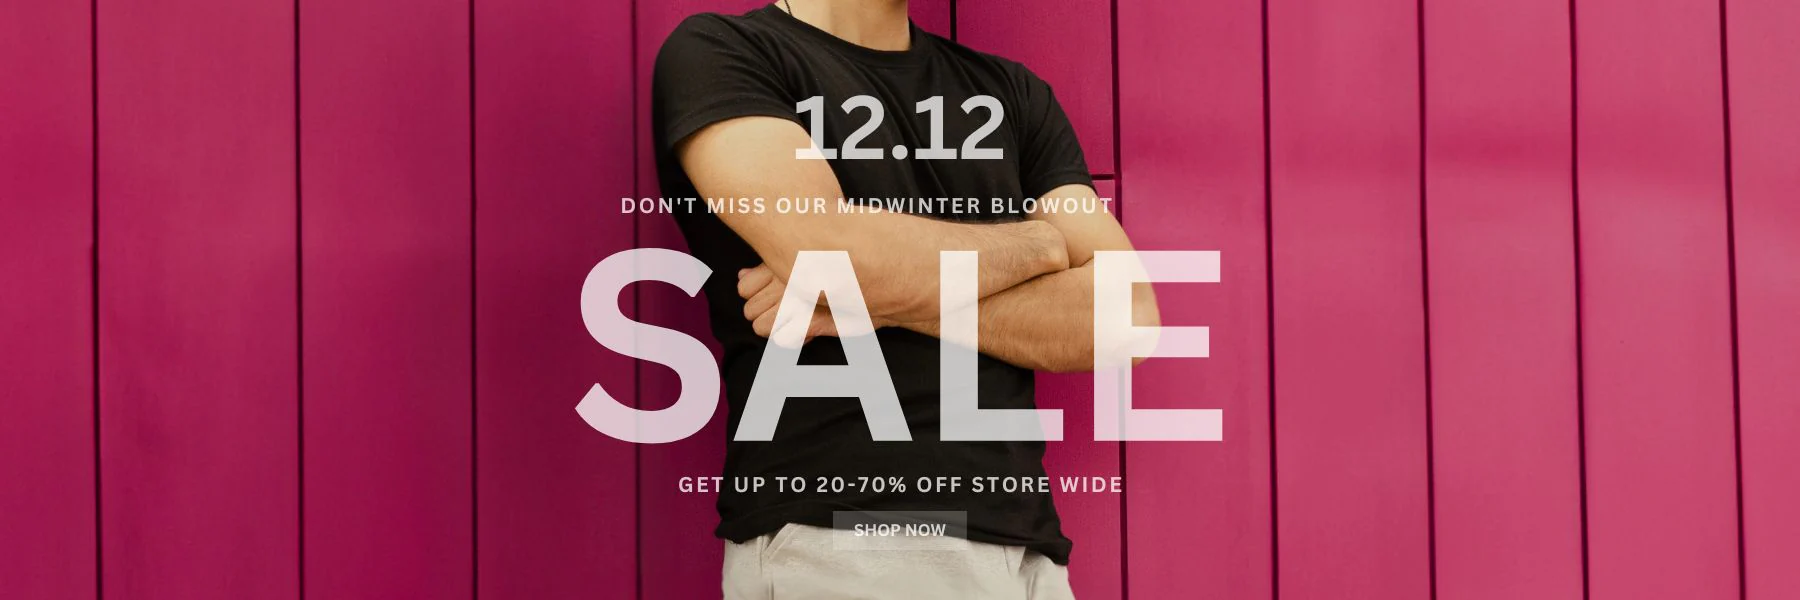 12.12
DON'T MISS OUR MIDWINTER BLOWOUT
SALE
GET UP TO 20-70% OFF STORE WIDE
SHOP NOW